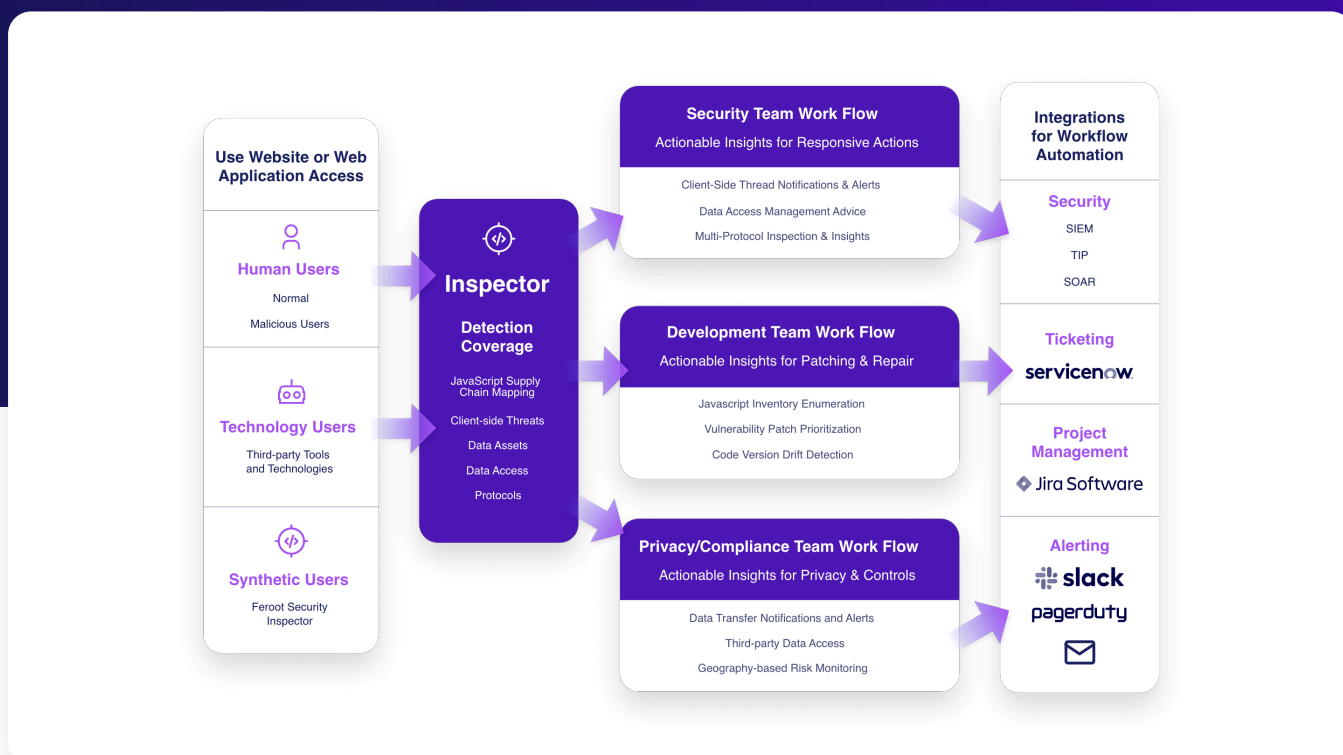 Use Website or Web
Application Access
Human Users
Normal
Malicious Users
Technology Users
Third-party Tools
and Technologies
Synthetic Users
Feroot Security
Inspector
Inspector
Detection
Coverage
JavaScript Supply
Chain Mapping
Client-side Threats
Data Assets
Data Access
Protocols
Security Team Work Flow
Actionable Insights for Responsive Actions
Client-Side Thread Notifications & Alerts
Data Access Management Advice
Multi-Protocol Inspection & Insights
Development Team Work Flow
Actionable Insights for Patching & Repair
Javascript Inventory Enumeration
Vulnerability Patch Prioritization
Code Version Drift Detection
Privacy/Compliance Team Work Flow
Actionable Insights for Privacy & Controls
Data Transfer Notifications and Alerts
Third-party Data Access
Geography-based Risk Monitoring
Integrations
for Workflow
Automation
Security
SIEM
TIP
SOAR
Ticketing
servicenow
Project
Management
Jira Software
Alerting
slack
pagerduty